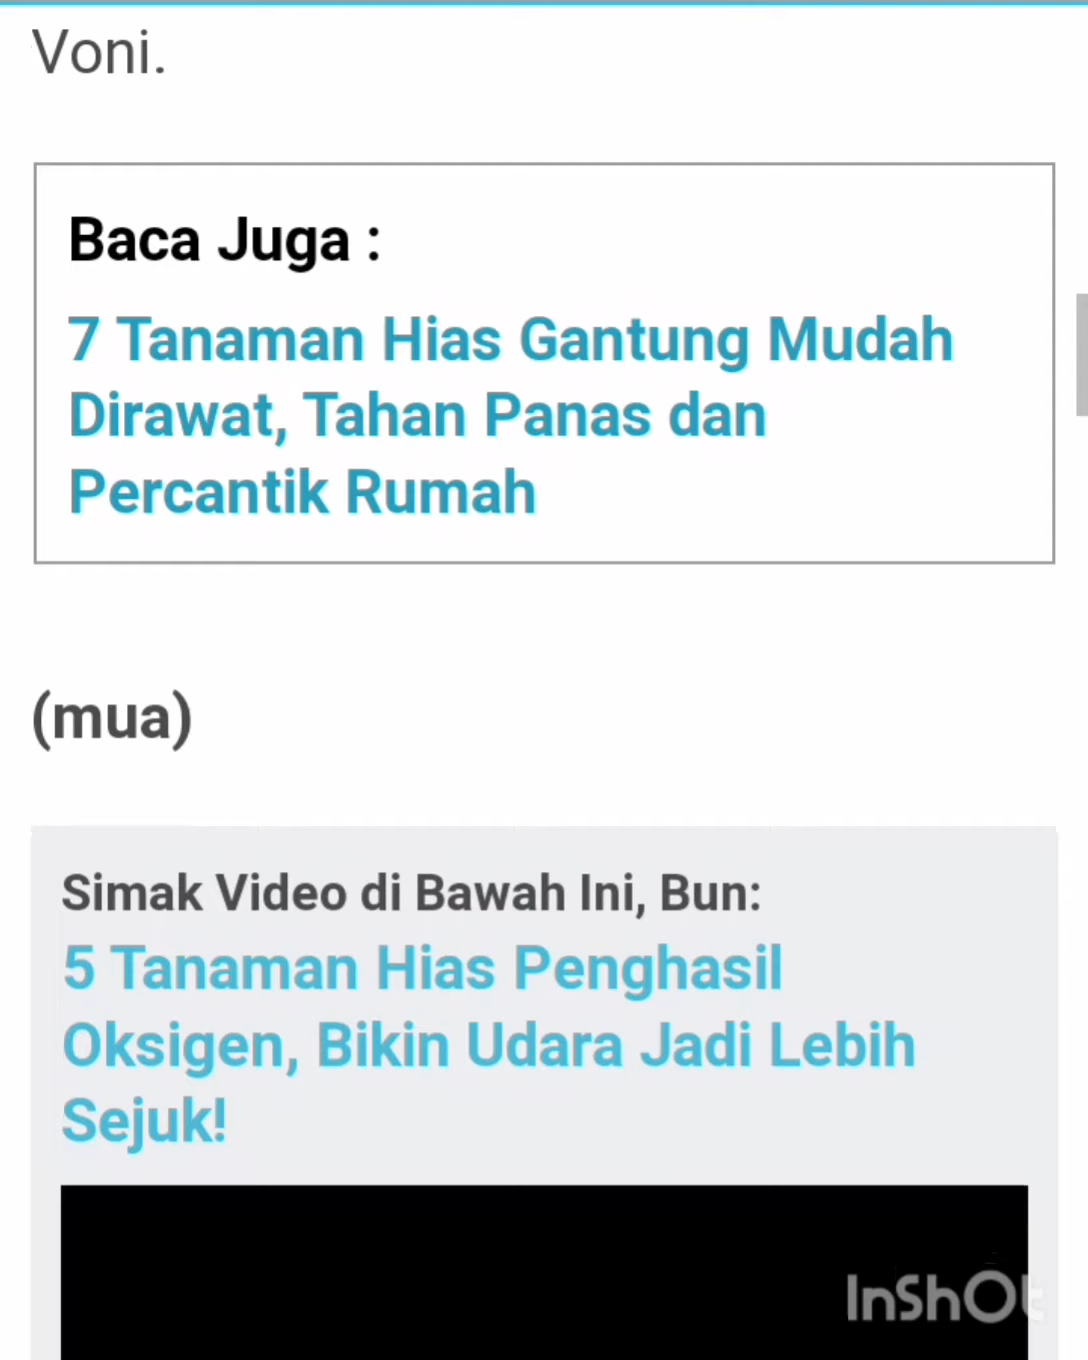 Voni.
Baca Juga :
7 Tanaman Hias Gantung Mudah
Dirawat, Tahan Panas dan
Percantik Rumah
(mua)
Simak Video di Bawah Ini, Bun:
5 Tanaman Hias Penghasil
Oksigen, Bikin Udara Jadi Lebih
Sejuk!
InShOt